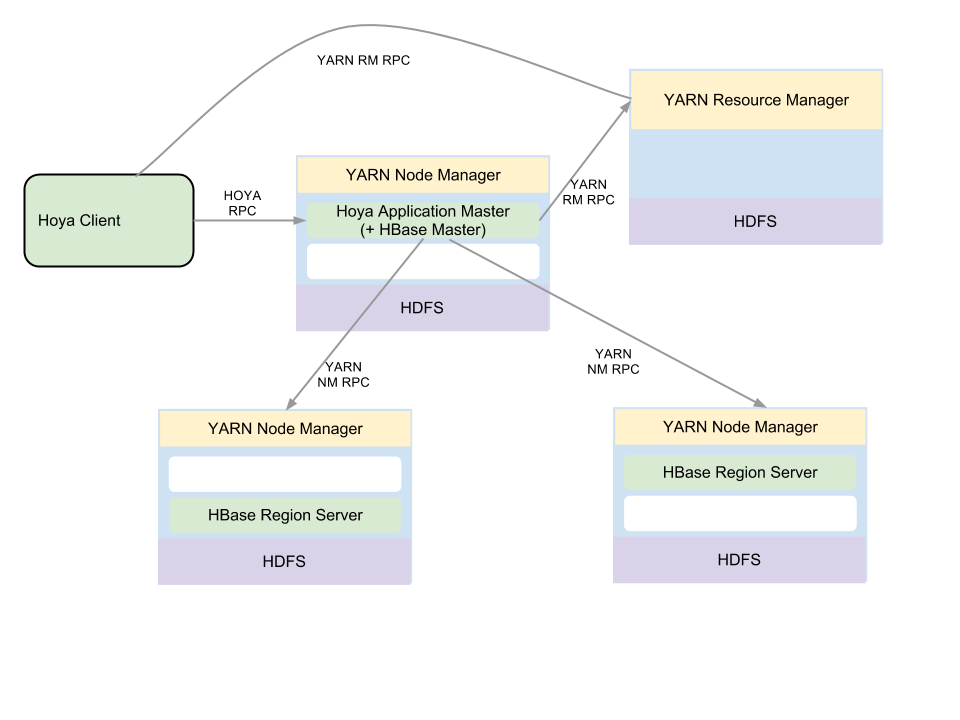 YARN RM RPC
YARN Resource Manager
HDFS
YARN Node Manager
Hoya Application Master
(+ HBase Master)
HDFS
Hoya Client
HOYA
RPC
YARN
RM RPC
YARN
NM RPC
YARN
NM RPC
YARN Node Manager
HBase Region Server
HDFS
YARN Node Manager
HBase Region Server
HDFS